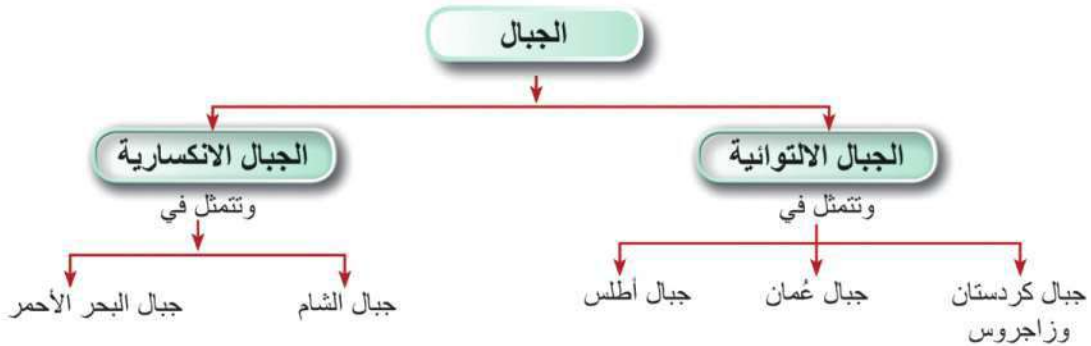 الجبال
الجبال الالتوائية
الجبال الانكسارية
وتتمثل في
وتتمثل في
جبال كردستان
وزاجروس
جبال عُمان
جبال أطلس
جبال الشام
جبال البحر الأحمر